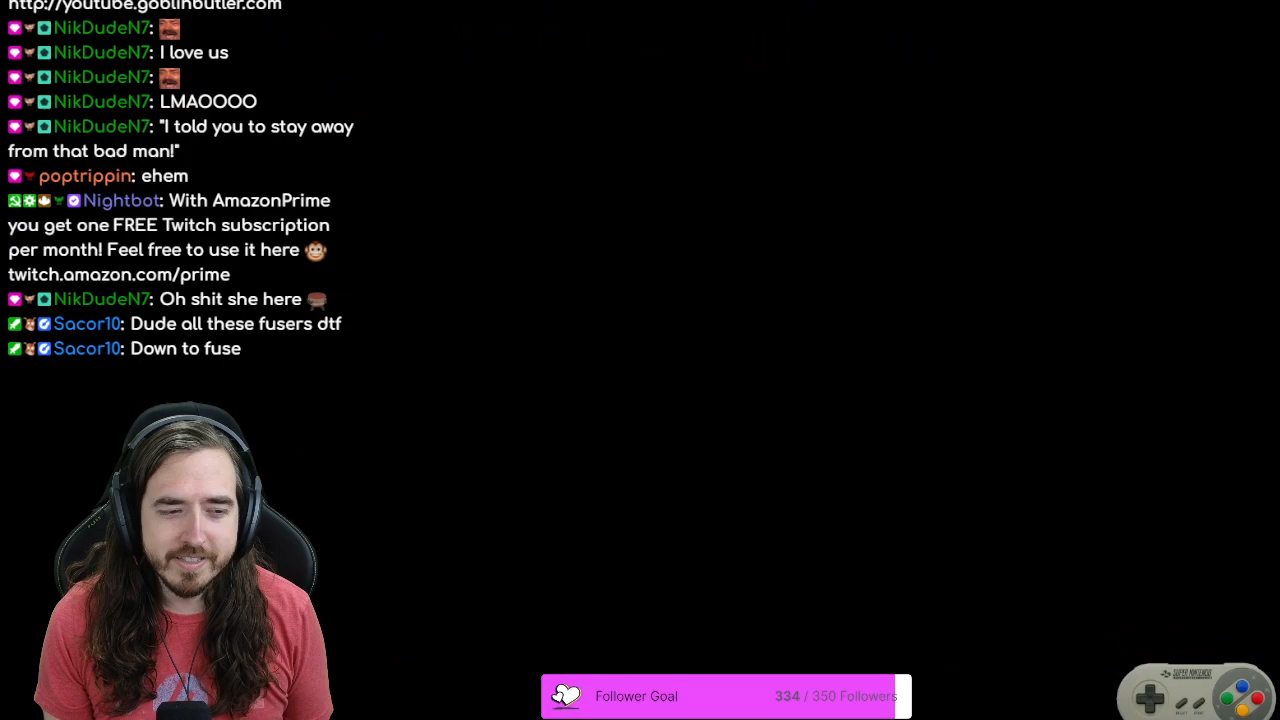 http://youtube.goblinbutler.com
NikDudeN7:
NikDudeN7: I love us
NikDudeN7:
NikDudeN7: LMAOOOO
NikDudeN7: "I told you to stay away
from that bad man!"
poptrippin: ehem
Nightbot: With AmazonPrime
you get one FREE Twitch subscription
per month! Feel free to use it here
twitch.amazon.com/prime
NikDudeN7: Oh shit she here
Sacor10: Dude all these fusers dtf
Sacor10: Down to fuse
Follower Goal 334 / 350 Followers
SUPER NINTENDO